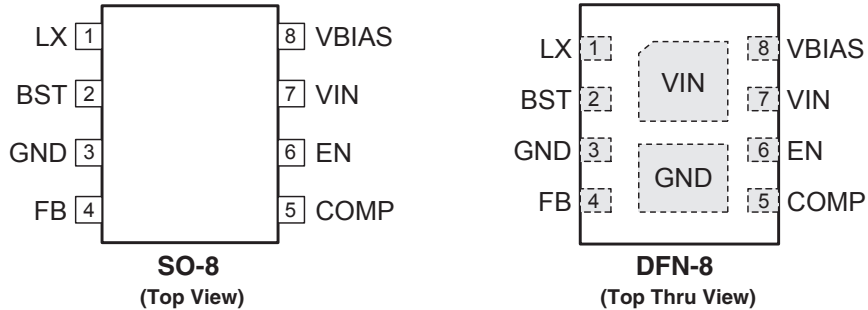 LX 1 8 VBIAS
BST 2 7 VIN
GND 3 6 EN
FB 4 5 COMP
SO-8
(Top View)
LX 1 VIN 8 VBIAS
BST 2 7 VIN
GND 3 GND 6 EN
FB 4 5 COMP
DFN-8
(Top Thru View)